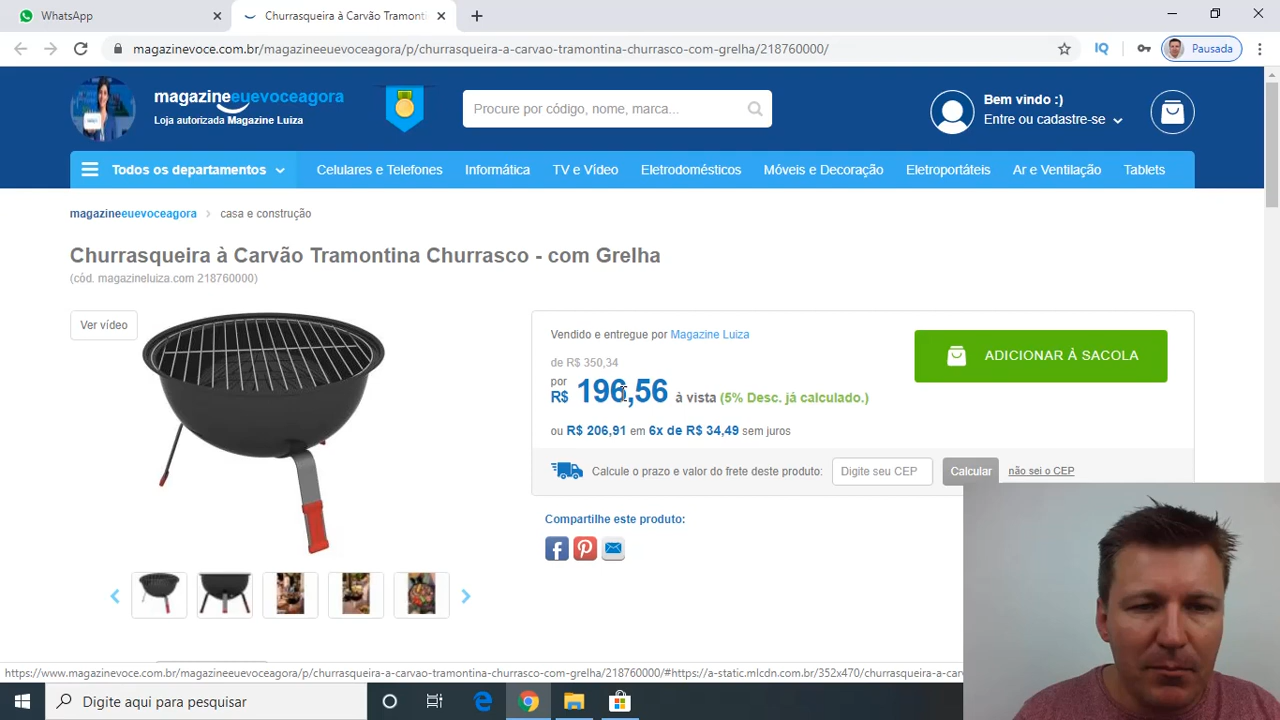 WhatsApp
Churrasqueira à Carvão Tramontin
magazinevoce.com.br/magazineeuevoceagora/p/churrasqueira-a-carvao-tramontina-churrasco-com-grelha/218760000/
IQ
Pausada
magazineeuevoceagora
Loja autorizada Magazine Luiza
Procure por código, nome, marca...
Bem vindo :)
Entre ou cadastre-se
Todos os departamentos
Celulares e Telefones
Informática
TV e Vídeo
Eletrodomésticos
Móveis e Decoração
Eletroportáteis
Ar e Ventilação
Tablets
magazineeuevoceagora > casa e construção
Churrasqueira à Carvão Tramontina Churrasco - com Grelha
(cód. magazineluiza.com 218760000)
Ver vídeo
Vendido e entregue por Magazine Luiza
de R$ 350,34
por
R$ 196,56 à vista (5% Desc. já calculado.)
ou R$ 206,91 em 6x de R$ 34,49 sem juros
ADICIONAR À SACOLA
Calcule o prazo e valor do frete deste produto:
Digite seu CEP
Calcular
não sei o CEP
Compartilhe este produto:
https://www.magazinevoce.com.br/magazineeuevoceagora/p/churrasqueira-a-carvao-tramontina-churrasco-com-grelha/218760000/#https://a-static.mlcdn.com.br/352x470/churrasqueira-a-carv
Digite aqui para pesquisar